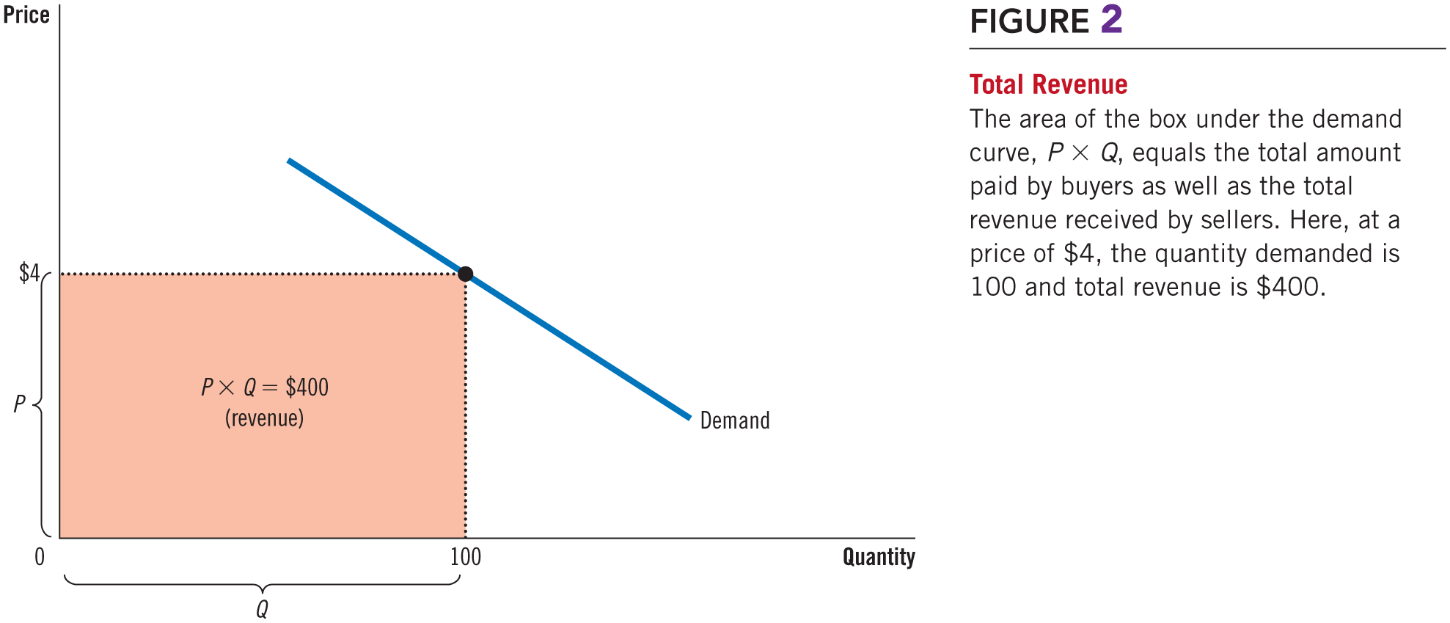 Price
$4
P
P × Q = $400
(revenue)
Demand
0
100
Quantity
Q
FIGURE 2
Total Revenue
The area of the box under the demand
curve, P × Q, equals the total amount
paid by buyers as well as the total
revenue received by sellers. Here, at a
price of $4, the quantity demanded is
100 and total revenue is $400.